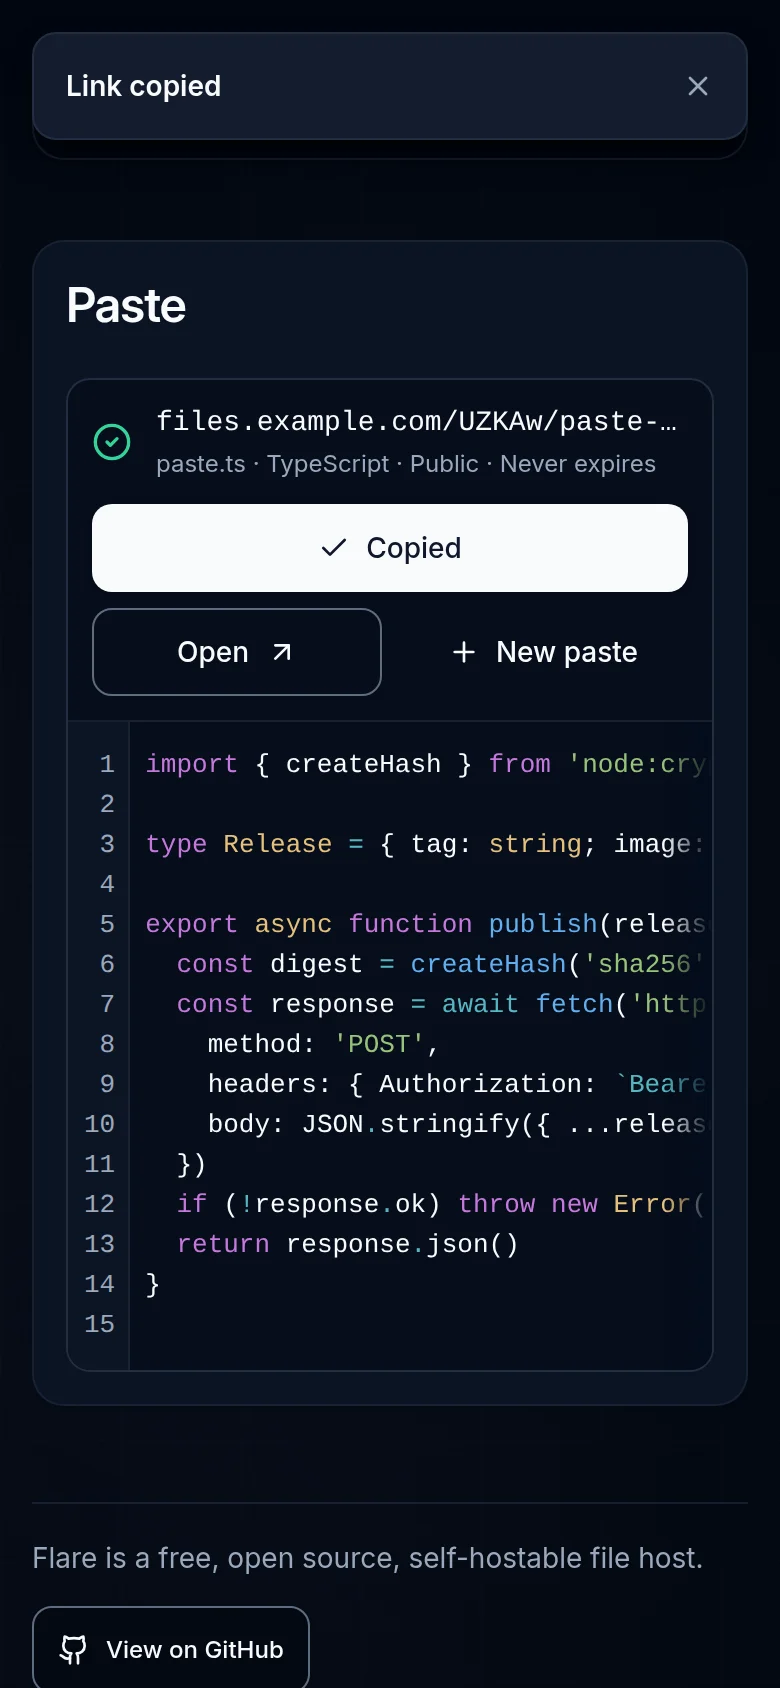 Link copied
Paste
files.example.com/UZKAw/paste-…
paste.ts · TypeScript · Public · Never expires
Copied
Open
New paste
1 import { createHash } from 'node:cry
2
3 type Release = { tag: string; image:
4
5 export async function publish(releas
6   const digest = createHash('sha256'
7   const response = await fetch('http
8     method: 'POST',
9     headers: { Authorization: `Beare
10     body: JSON.stringify({ ...releas
11   })
12   if (!response.ok) throw new Error(
13   return response.json()
14 }
15
Flare is a free, open source, self-hostable file host.
View on GitHub